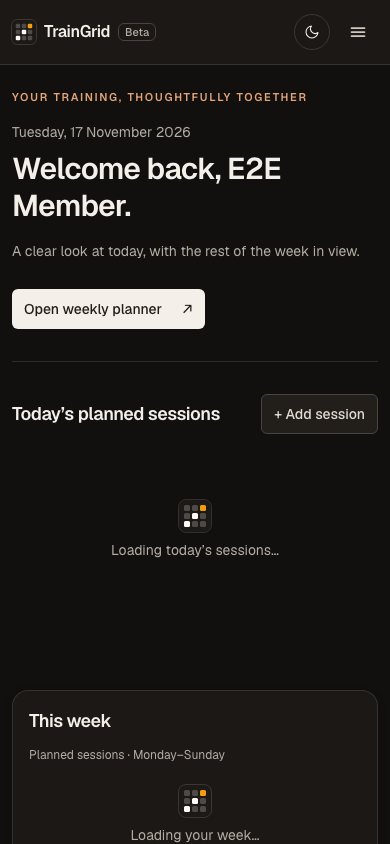 TrainGrid Beta
YOUR TRAINING, THOUGHTFULLY TOGETHER
Tuesday, 17 November 2026
Welcome back, E2E
Member.
A clear look at today, with the rest of the week in view.
Open weekly planner ↗
Today’s planned sessions
+ Add session
Loading today’s sessions…
This week
Planned sessions · Monday–Sunday
Loading your week…